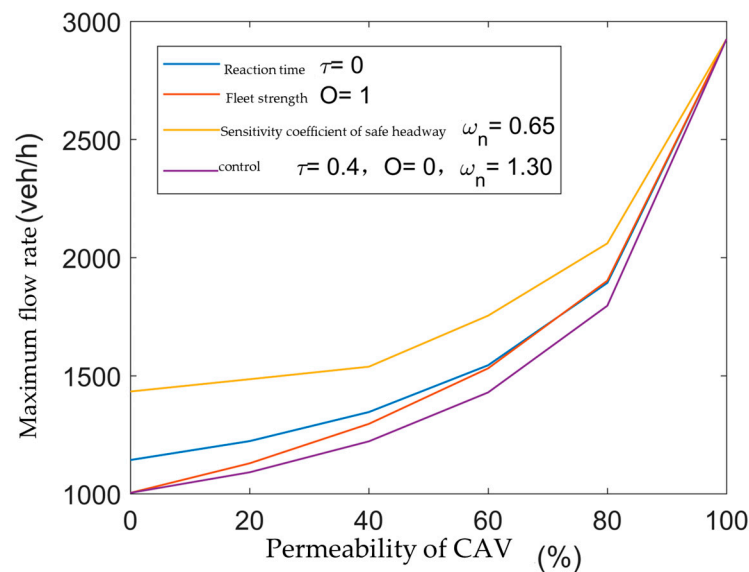 3000
2500
2000
1500
1000
Maximum flow rate(veh/h)
Reaction time τ= 0
Fleet strength O= 1
Sensitivity coefficient of safe headway ωn = 0.65
control τ= 0.4, O= 0, ωn = 1.30
0 20 40 60 80 100
Permeability of CAV (%)